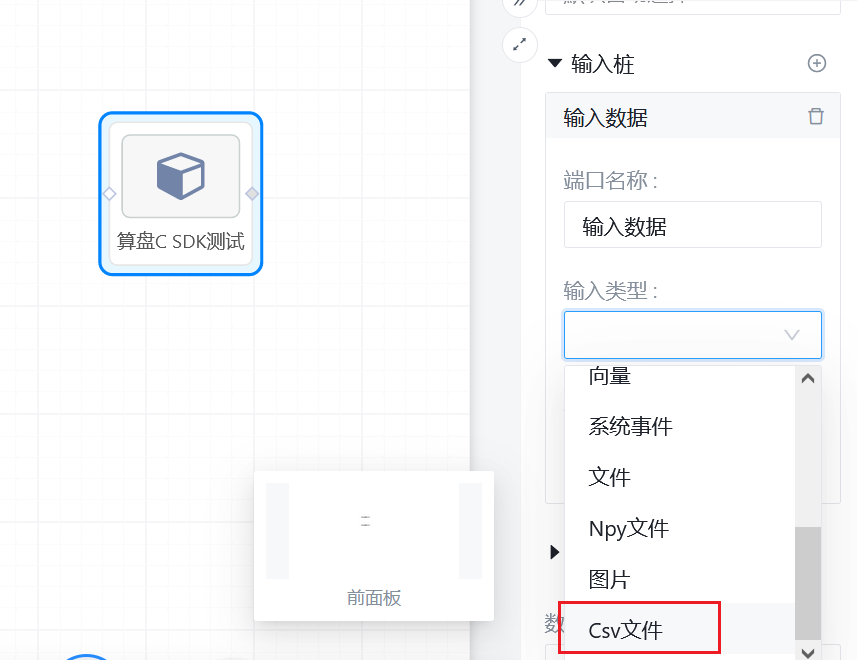 输入桩
输入数据
端口名称 :
输入数据
输入类型 :
向量
系统事件
文件
Npy文件
图片
数
Csv文件
算盘C SDK测试
前面板